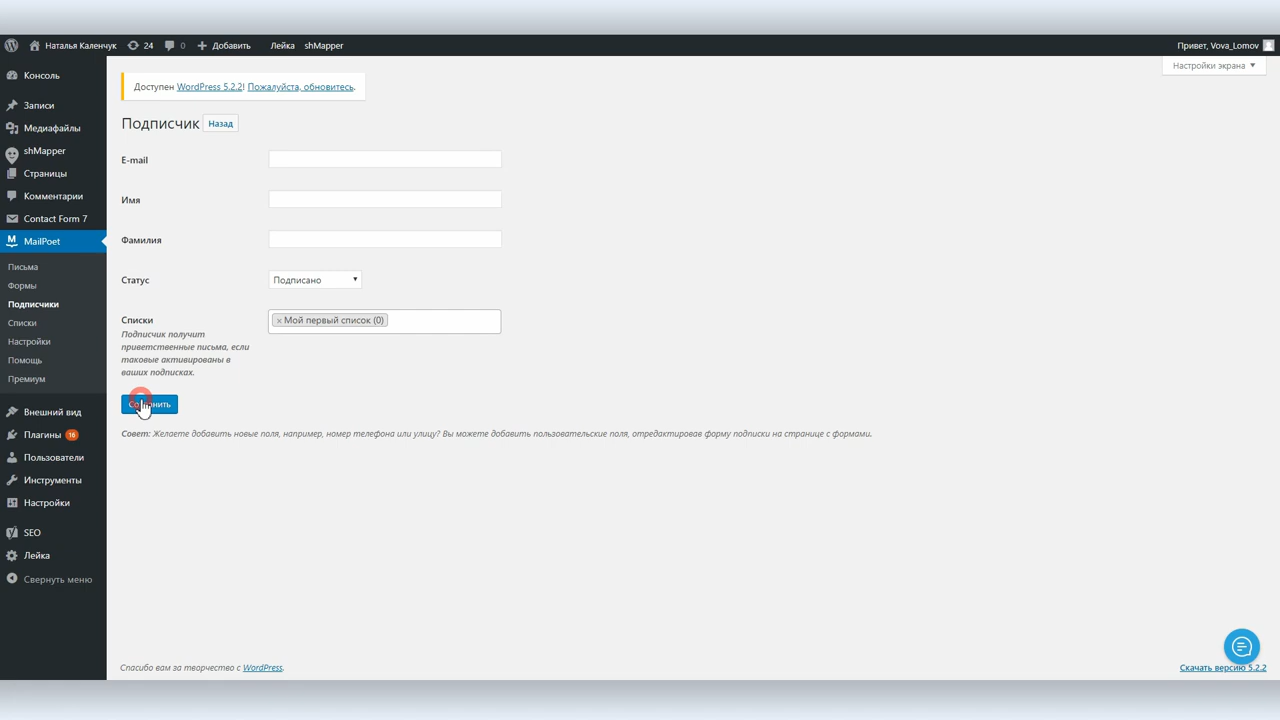 Наталья Каленчук 24 0 Добавить Лейка shMapper Привет, Vova_Lomov
Настройки экрана
Консоль
Записи
Медиафайлы
shMapper
Страницы
Комментарии
Contact Form 7
MailPoet
Письма
Формы
Подписчики
Списки
Настройки
Помощь
Премиум
Внешний вид
Плагины 16
Пользователи
Инструменты
Настройки
SEO
Лейка
Свернуть меню
Доступен WordPress 5.2.2! Пожалуйста, обновитесь.
Подписчик Назад
E-mail
Имя
Фамилия
Статус Подписано
Списки × Мой первый список (0)
Подписчик получит
приветственные письма, если
таковые активированы в
ваших подписках.
Сохранить
Совет: Желаете добавить новые поля, например, номер телефона или улицу? Вы можете добавить пользовательские поля, отредактировав форму подписки на странице с формами.
Спасибо вам за творчество с WordPress. Скачать версию 5.2.2